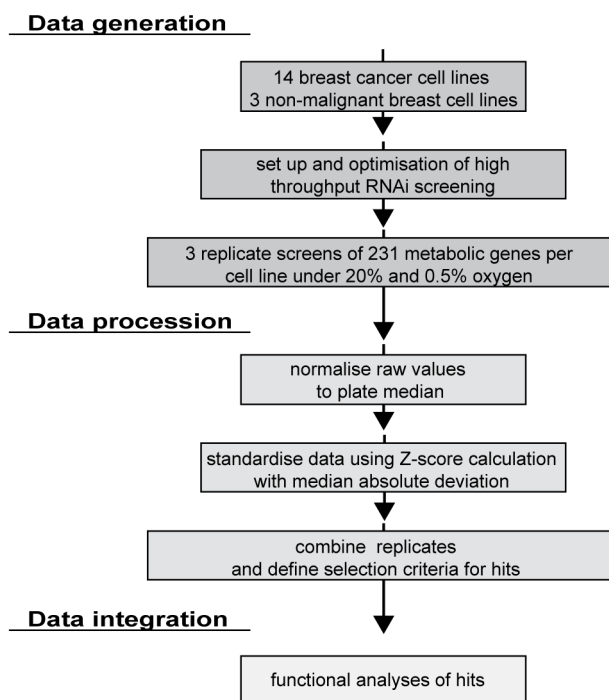 Data generation
14 breast cancer cell lines
3 non-malignant breast cell lines
set up and optimisation of high
throughput RNAi screening
3 replicate screens of 231 metabolic genes per
cell line under 20% and 0.5% oxygen
Data procession
normalise raw values
to plate median
standardise data using Z-score calculation
with median absolute deviation
combine replicates
and define selection criteria for hits
Data integration
functional analyses of hits